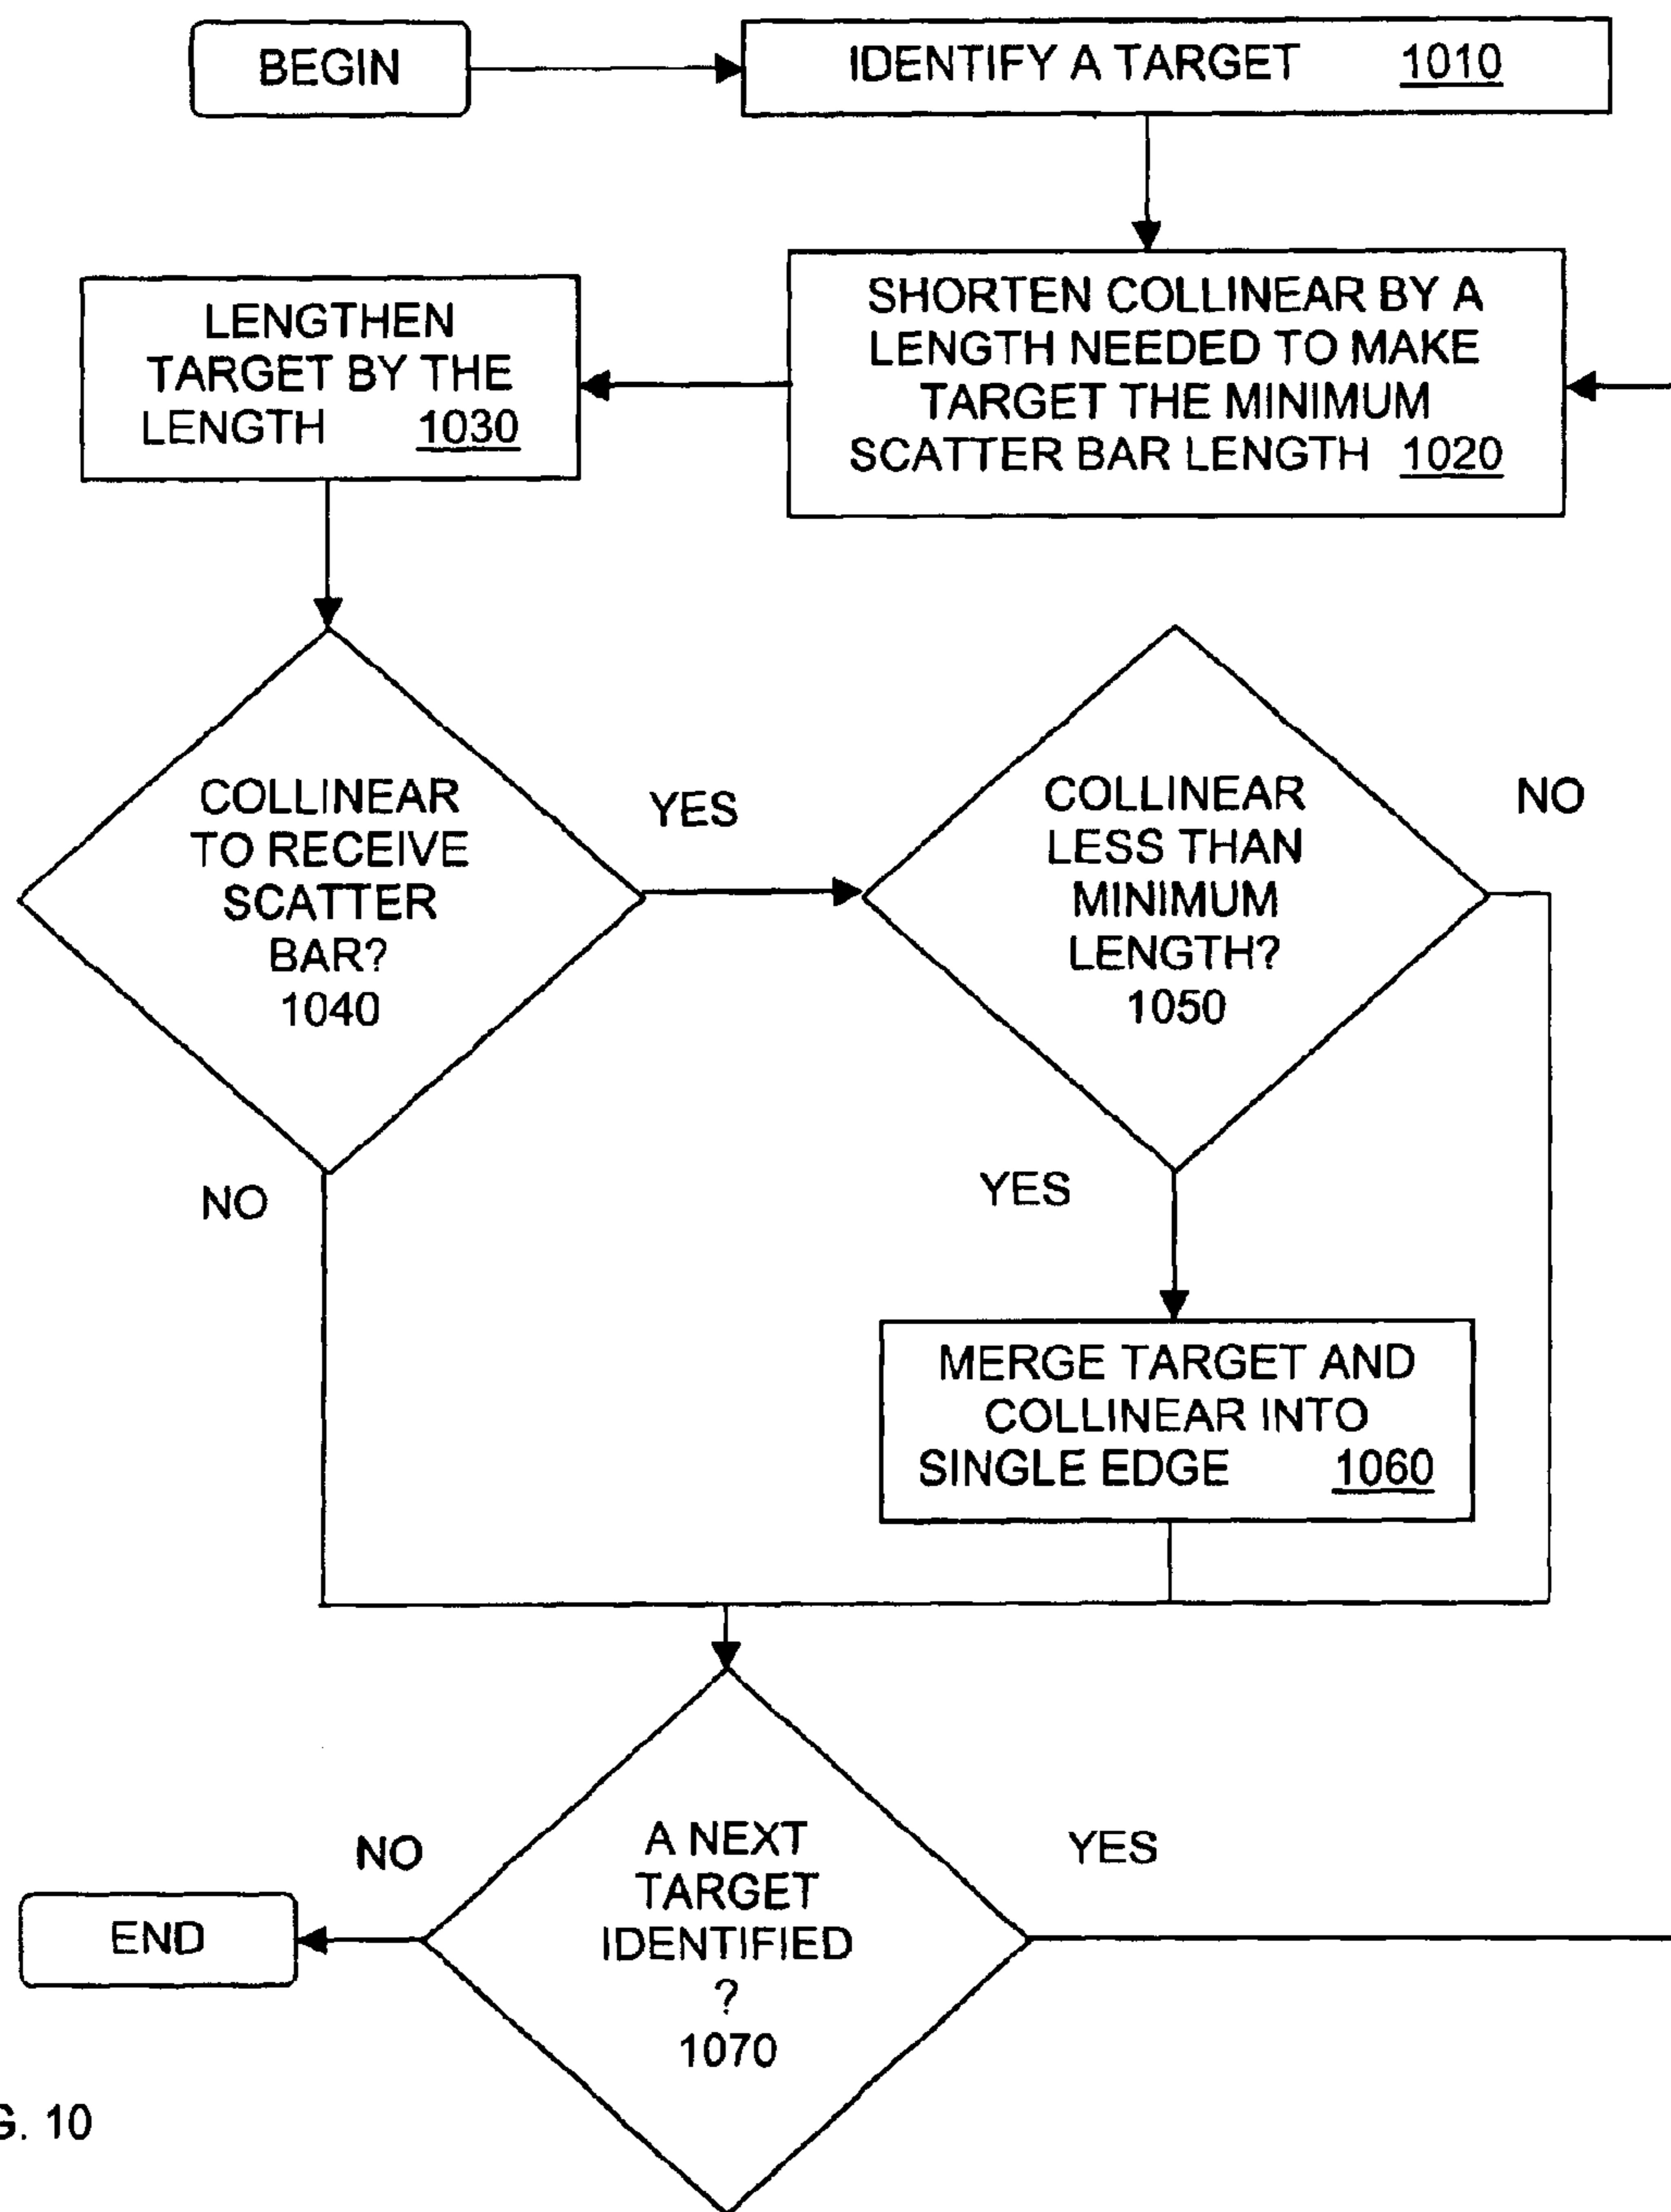 BEGIN
IDENTIFY A TARGET 1010
SHORTEN COLLINEAR BY A
LENGTH NEEDED TO MAKE
TARGET THE MINIMUM
SCATTER BAR LENGTH 1020
LENGTHEN
TARGET BY THE
LENGTH 1030
COLLINEAR
TO RECEIVE
SCATTER
BAR?
1040
YES
NO
COLLINEAR
LESS THAN
MINIMUM
LENGTH?
1050
NO
YES
MERGE TARGET AND
COLLINEAR INTO
SINGLE EDGE 1060
A NEXT
TARGET
IDENTIFIED
?
1070
NO
YES
END
G. 10